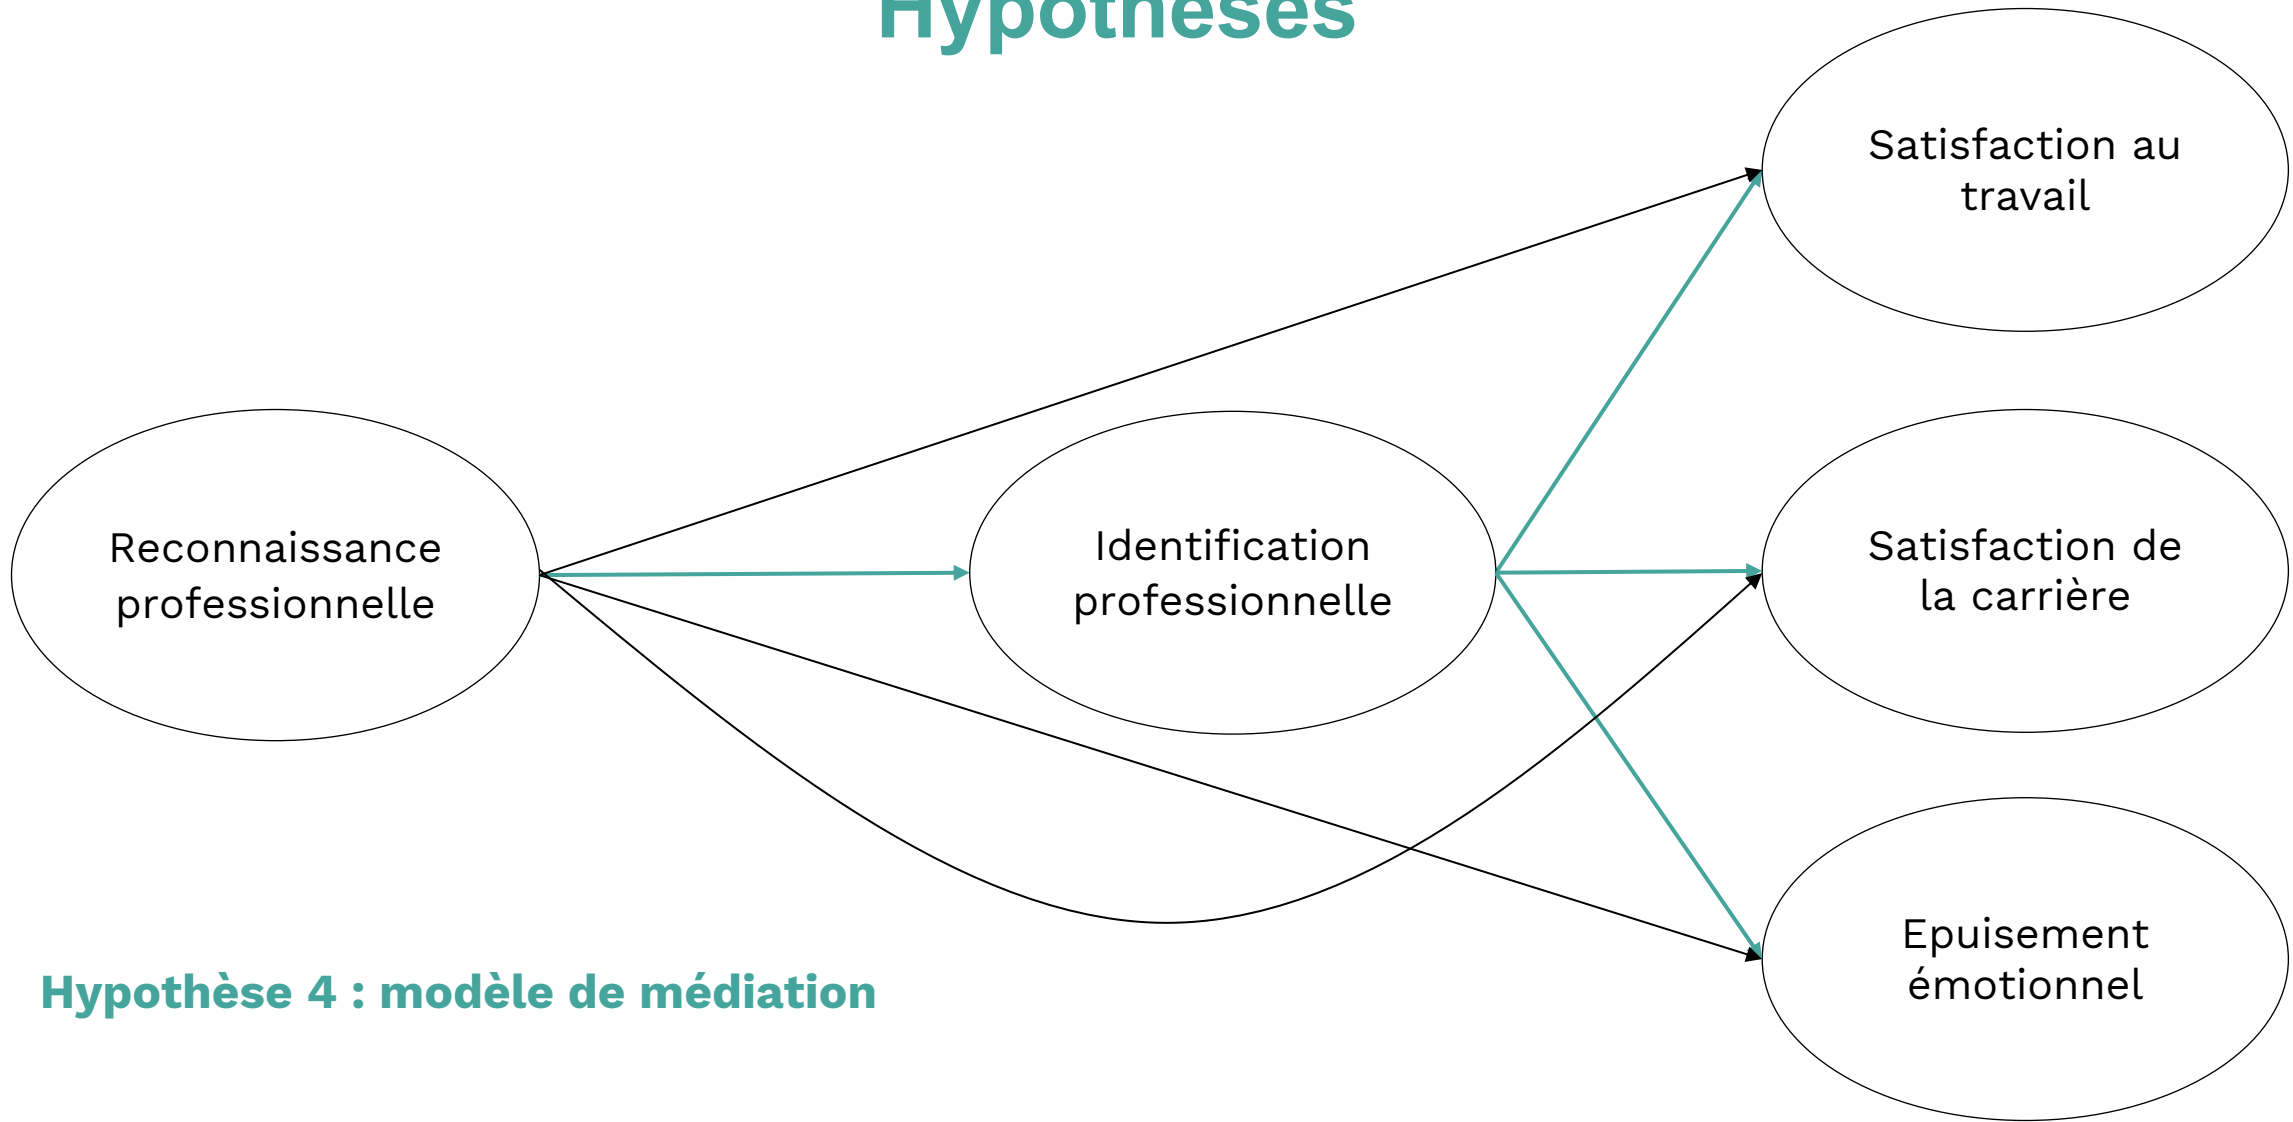 Hypothèses
Satisfaction au
travail
Reconnaissance
professionnelle
Identification
professionnelle
Satisfaction de
la carrière
Epuisement
émotionnel
Hypothèse 4 : modèle de médiation